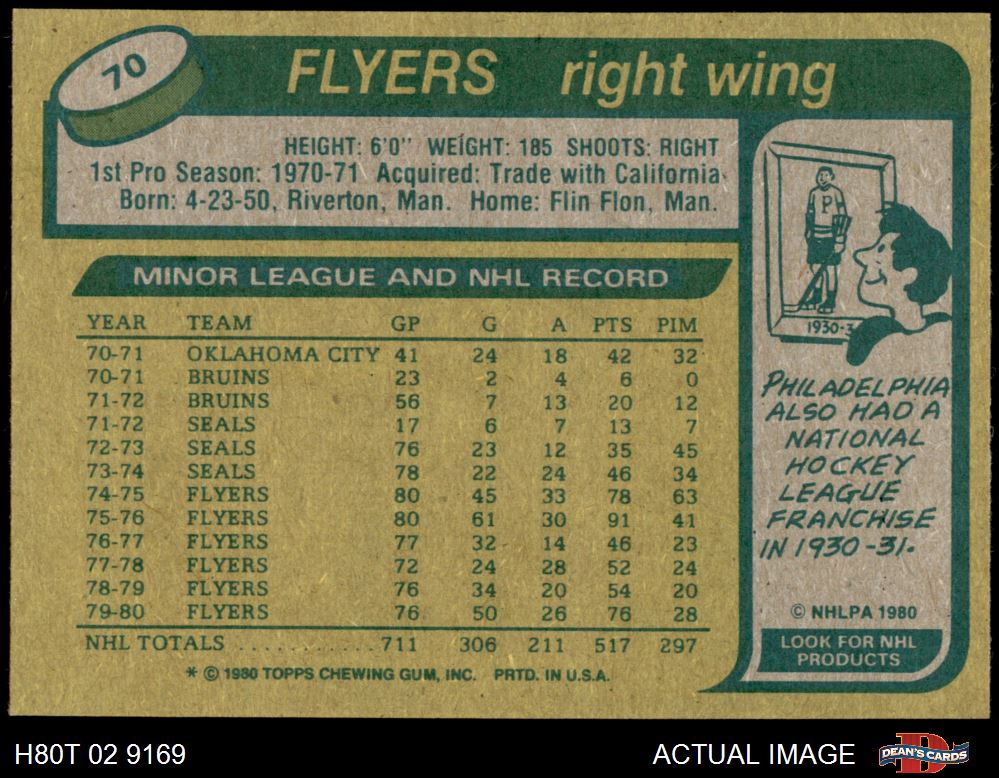 70
FLYERS right wing
HEIGHT: 6'0" WEIGHT: 185 SHOOTS: RIGHT
1st Pro Season: 1970-71 Acquired: Trade with California
Born: 4-23-50, Riverton, Man. Home: Flin Flon, Man.
MINOR LEAGUE AND NHL RECORD
YEAR TEAM GP G A PTS PIM
70-71 OKLAHOMA CITY 41 24 18 42 32
70-71 BRUINS 23 2 4 6 0
71-72 BRUINS 56 7 13 20 12
71-72 SEALS 17 6 7 13 7
72-73 SEALS 76 23 12 35 45
73-74 SEALS 78 22 24 46 34
74-75 FLYERS 80 45 33 78 63
75-76 FLYERS 80 61 30 91 41
76-77 FLYERS 77 32 14 46 23
77-78 FLYERS 72 24 28 52 24
78-79 FLYERS 76 34 20 54 20
79-80 FLYERS 76 50 26 76 28
NHL TOTALS ............711 306 211 517 297
* © 1980 TOPPS CHEWING GUM, INC. PRTD. IN U.S.A.
P
1930-3
PHILADELPHIA
ALSO HAD A
NATIONAL
HOCKEY
LEAGUE
FRANCHISE
IN 1930-31.
© NHLPA 1980
LOOK FOR NHL
PRODUCTS
H80T 02 9169
ACTUAL IMAGE
DEAN'S CARDS